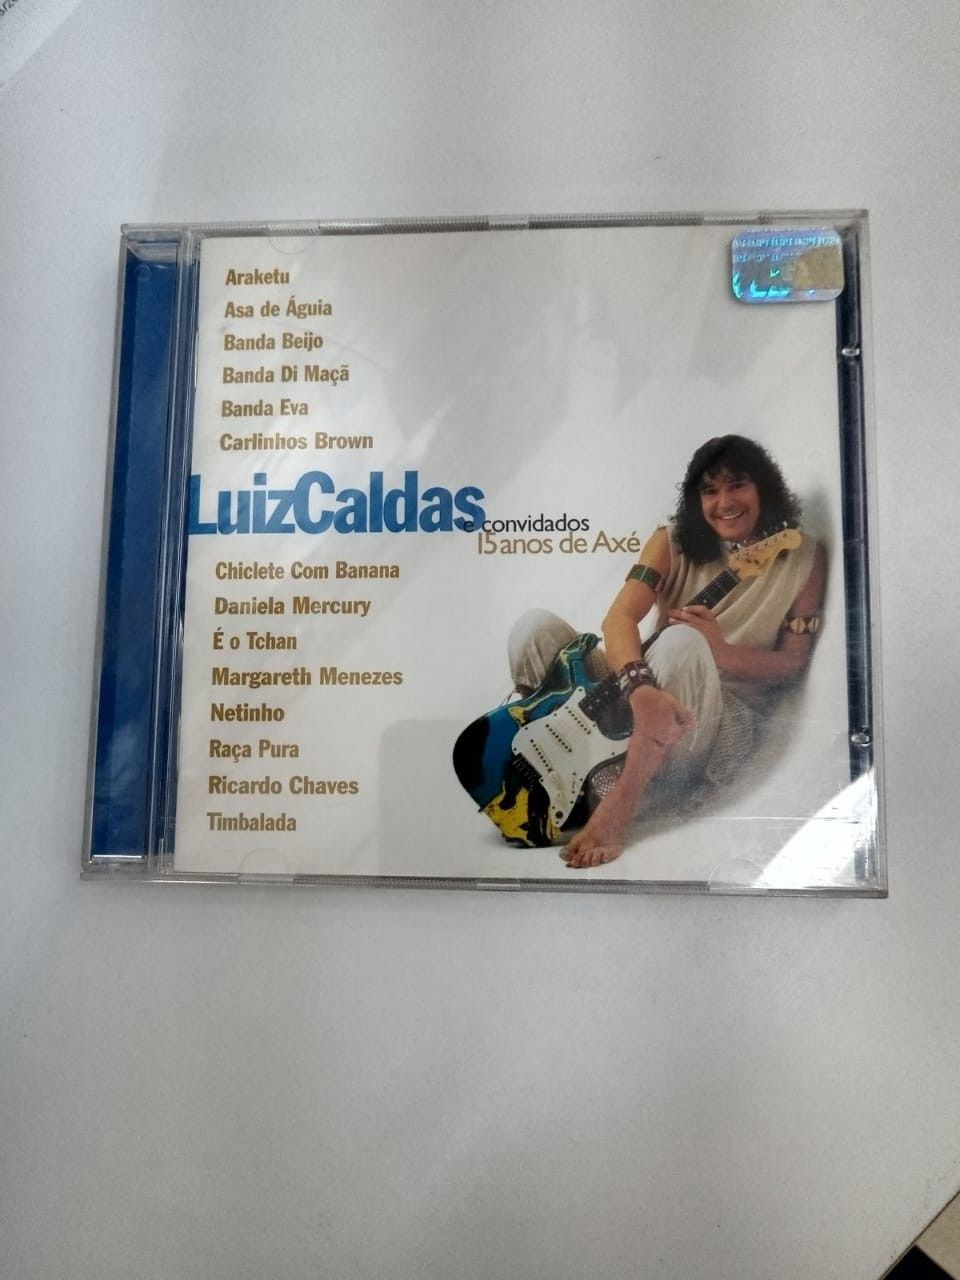 Araketu
Asa de Águia
Banda Beijo
Banda Di Maçã
Banda Eva
Carlinhos Brown
LuizCaldas
e convidados
15 anos de Axé
Chiclete Com Banana
Daniela Mercury
É o Tchan
Margareth Menezes
Netinho
Raça Pura
Ricardo Chaves
Timbalada